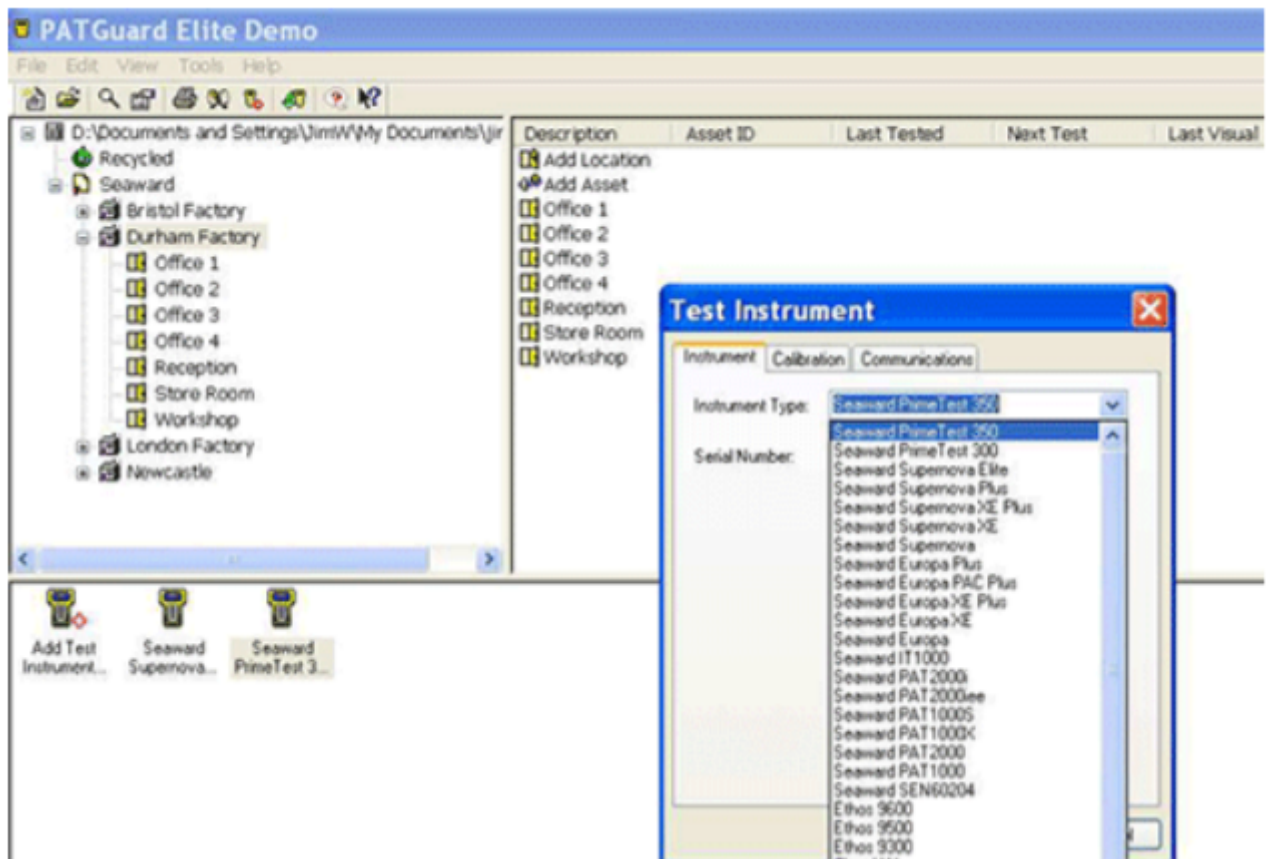 PATGuard Elite Demo
File Edit View Tools Help
D:\Documents and Settings\JimW\My Documents\jir
Recycled
Seaward
Bristol Factory
Durham Factory
Office 1
Office 2
Office 3
Office 4
Reception
Store Room
Workshop
London Factory
Newcastle
Description Asset ID Last Tested Next Test Last Visual
Add Location
Add Asset
Office 1
Office 2
Office 3
Office 4
Reception
Store Room
Workshop
Test Instrument
Instrument Calibration Communications
Instrument Type: Seaward PrimeTest 350
Serial Number:
Seaward PrimeTest 350
Seaward PrimeTest 300
Seaward Supernova Elite
Seaward Supernova Plus
Seaward Supernova XE Plus
Seaward Supernova XE
Seaward Supernova
Seaward Europa Plus
Seaward Europa PAC Plus
Seaward Europa XE Plus
Seaward Europa XE
Seaward Europa
Seaward IT1000
Seaward PAT2000i
Seaward PAT2000iee
Seaward PAT1000S
Seaward PAT1000X
Seaward PAT2000
Seaward PAT1000
Seaward SEN60204
Ethos 9600
Ethos 9500
Ethos 9300
Add Test
Instrument...
Seaward
Supernova...
Seaward
PrimeTest 3...